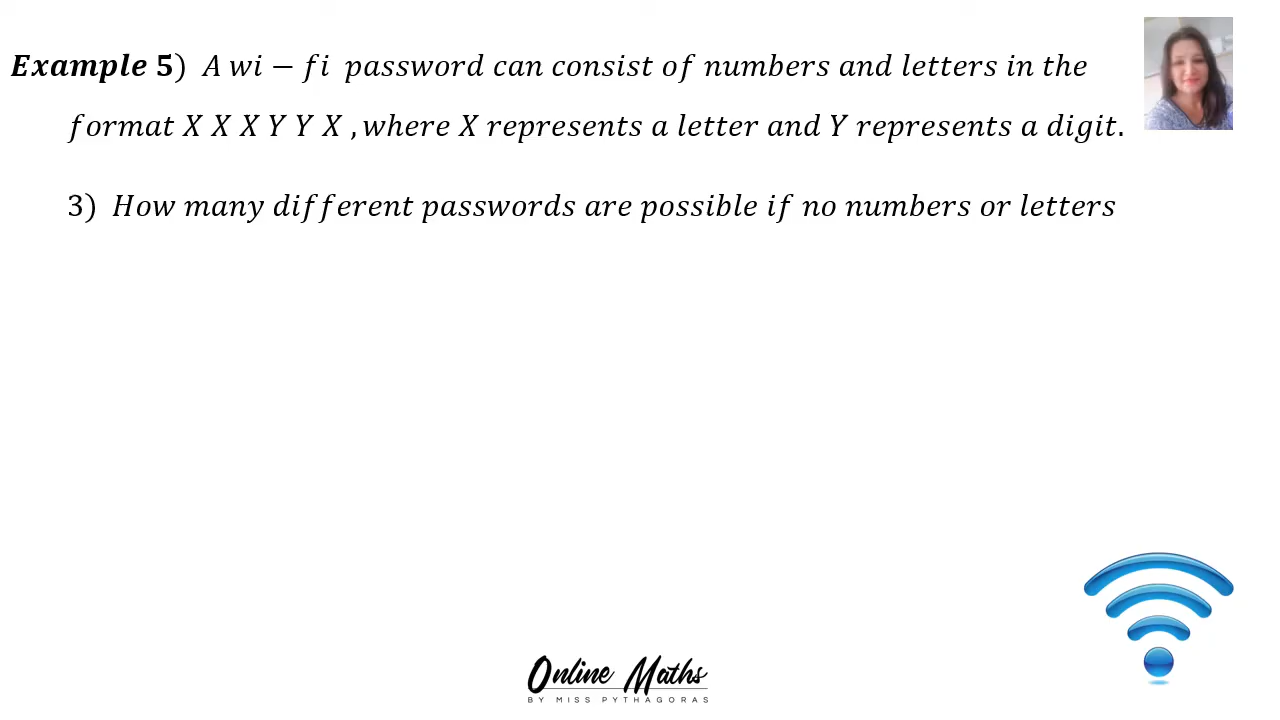 Example 5) A wi – fi password can consist of numbers and letters in the
format X X X Y Y X , where X represents a letter and Y represents a digit.
3) How many different passwords are possible if no numbers or letters
Online Maths
BY MISS PYTHAGORAS